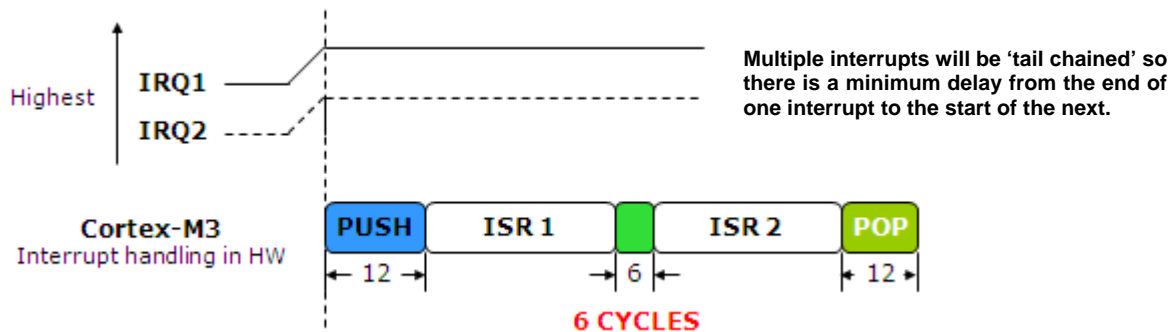 Highest
IRQ1
IRQ2
Multiple interrupts will be ‘tail chained’ so
there is a minimum delay from the end of
one interrupt to the start of the next.
Cortex-M3
Interrupt handling in HW
PUSH
ISR 1
ISR 2
POP
12
6
12
6 CYCLES